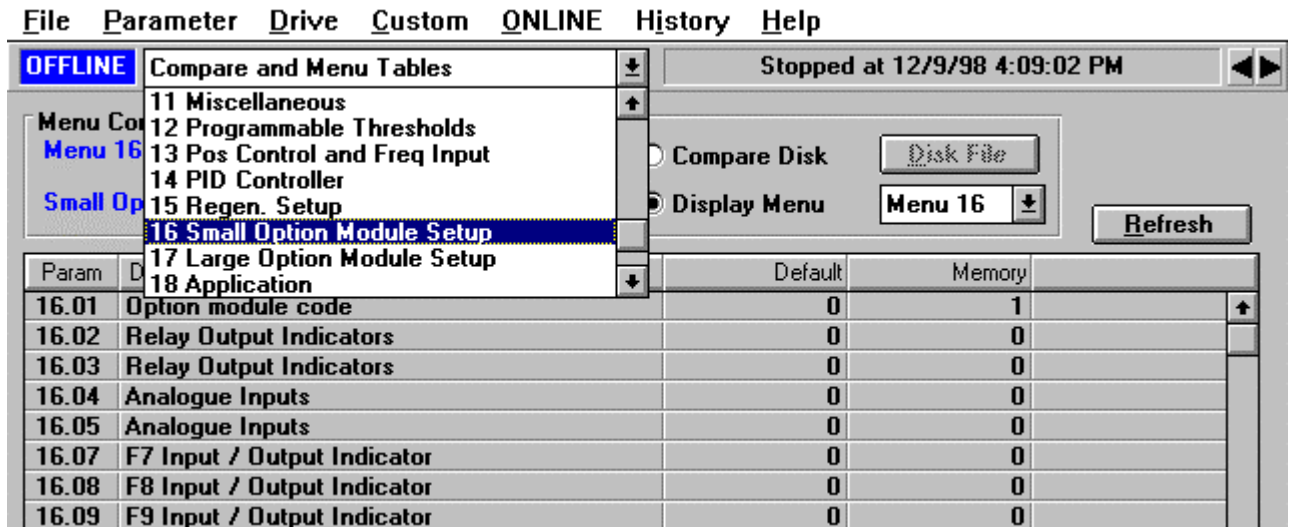 File Parameter Drive Custom ONLINE History Help
OFFLINE Compare and Menu Tables Stopped at 12/9/98 4:09:02 PM
11 Miscellaneous
12 Programmable Thresholds
13 Pos Control and Freq Input
14 PID Controller
15 Regen. Setup
16 Small Option Module Setup
17 Large Option Module Setup
18 Application
Menu
Menu 16
Small
Compare Disk Disk File
Display Menu Menu 16
Refresh
Param Default Memory
16.01 Option module code 0 1
16.02 Relay Output Indicators 0 0
16.03 Relay Output Indicators 0 0
16.04 Analogue Inputs 0 0
16.05 Analogue Inputs 0 0
16.07 F7 Input / Output Indicator 0 0
16.08 F8 Input / Output Indicator 0 0
16.09 F9 Input / Output Indicator 0 0